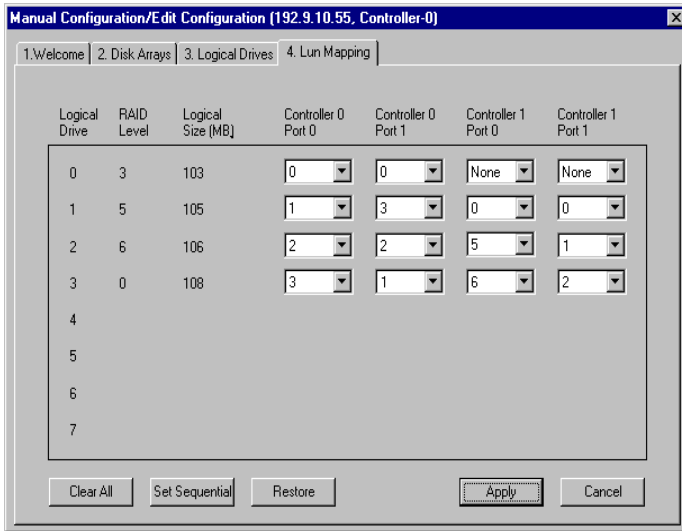 Manual Configuration/Edit Configuration (192.9.10.55, Controller-0)
1.Welcome 2. Disk Arrays 3. Logical Drives 4. Lun Mapping
Logical Drive RAID Level Logical Size (MB) Controller 0 Port 0 Controller 0 Port 1 Controller 1 Port 0 Controller 1 Port 1
0 3 103 0 0 None None
1 5 105 1 3 0 0
2 6 106 2 2 5 1
3 0 108 3 1 6 2
4
5
6
7
Clear All Set Sequential Restore Apply Cancel